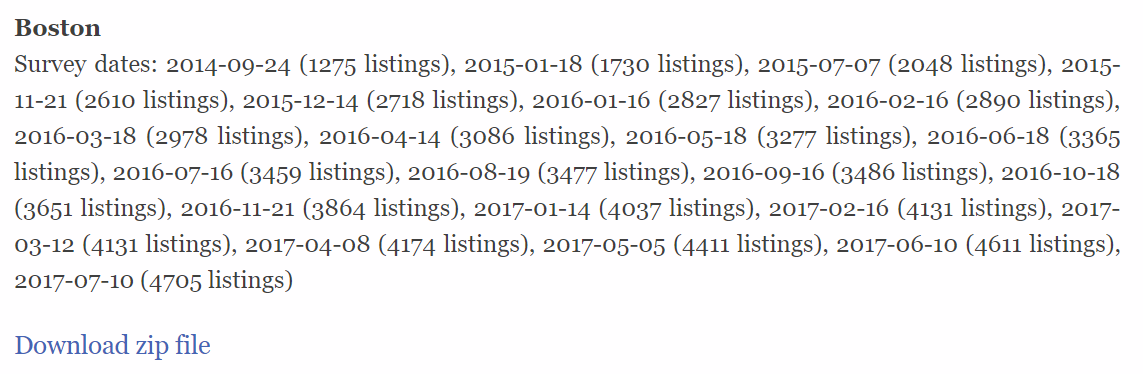 Boston
Survey dates: 2014-09-24 (1275 listings), 2015-01-18 (1730 listings), 2015-07-07 (2048 listings), 2015-
11-21 (2610 listings), 2015-12-14 (2718 listings), 2016-01-16 (2827 listings), 2016-02-16 (2890 listings),
2016-03-18 (2978 listings), 2016-04-14 (3086 listings), 2016-05-18 (3277 listings), 2016-06-18 (3365
listings), 2016-07-16 (3459 listings), 2016-08-19 (3477 listings), 2016-09-16 (3486 listings), 2016-10-18
(3651 listings), 2016-11-21 (3864 listings), 2017-01-14 (4037 listings), 2017-02-16 (4131 listings), 2017-
03-12 (4131 listings), 2017-04-08 (4174 listings), 2017-05-05 (4411 listings), 2017-06-10 (4611 listings),
2017-07-10 (4705 listings)
Download zip file